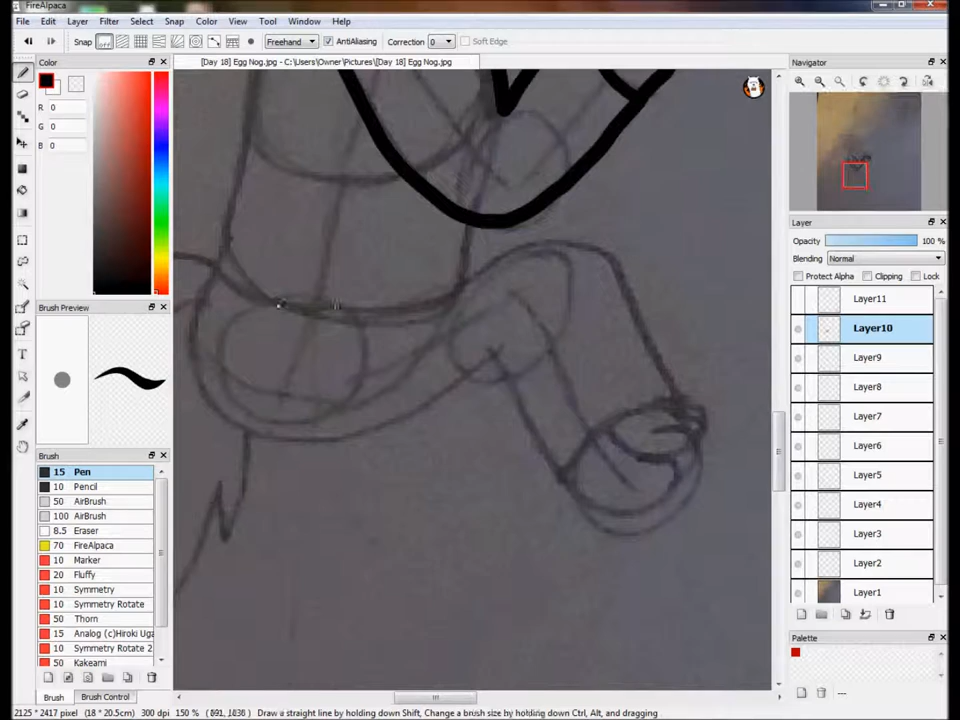 FireAlpaca
File Edit Layer Filter Select Snap Color View Tool Window Help
Snap off Freehand AntiAliasing Correction 0 Soft Edge
Color
[Day 18] Egg Nog.jpg - C:\Users\Owner\Pictures\[Day 18] Egg Nog.jpg
Navigator
R 0
G 0
B 0
Layer
Opacity 100 %
Blending Normal
Protect Alpha Clipping Lock
Layer11
Layer10
Layer9
Layer8
Layer7
Layer6
Layer5
Layer4
Layer3
Layer2
Layer1
Brush Preview
Brush
15 Pen
10 Pencil
50 AirBrush
100 AirBrush
8.5 Eraser
70 FireAlpaca
10 Marker
20 Fluffy
10 Symmetry
10 Symmetry Rotate
50 Thorn
15 Analog (c)Hiroki Uga
10 Symmetry Rotate 2
50 Kakeami
Palette
---
Brush Brush Control
2125 * 2417 pixel (18 * 20.5cm) 300 dpi 150 % ( 691, 1036 ) Draw a straight line by holding down Shift, Change a brush size by holding down Ctrl, Alt, and dragging